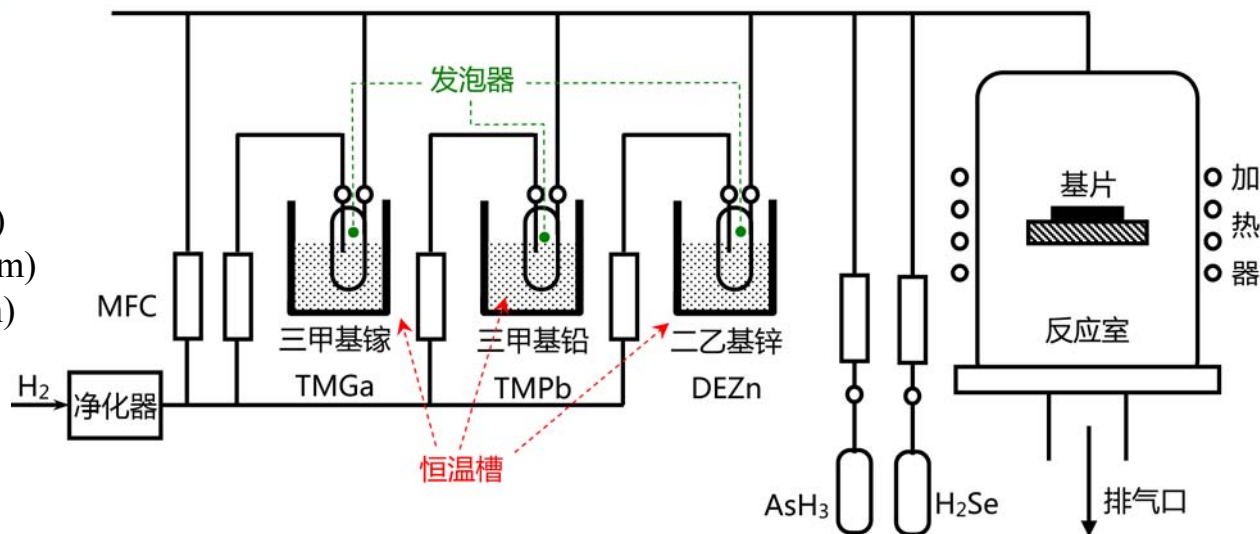 发泡器
)
m)
)
MFC
三甲基镓
TMGa
三甲基铅
TMPb
二乙基锌
DEZn
H₂
净化器
恒温槽
AsH₃
H₂Se
基片
加
热
器
反应室
排气口